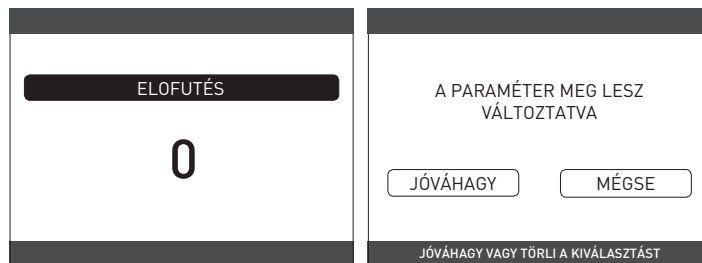 ELOFUTÉS
0
A PARAMÉTER MEG LESZ
VÁLTOZTATVA
JÓVÁHAGY
MÉGSE
JÓVÁHAGY VAGY TÖRLI A KIVÁLASZTÁST